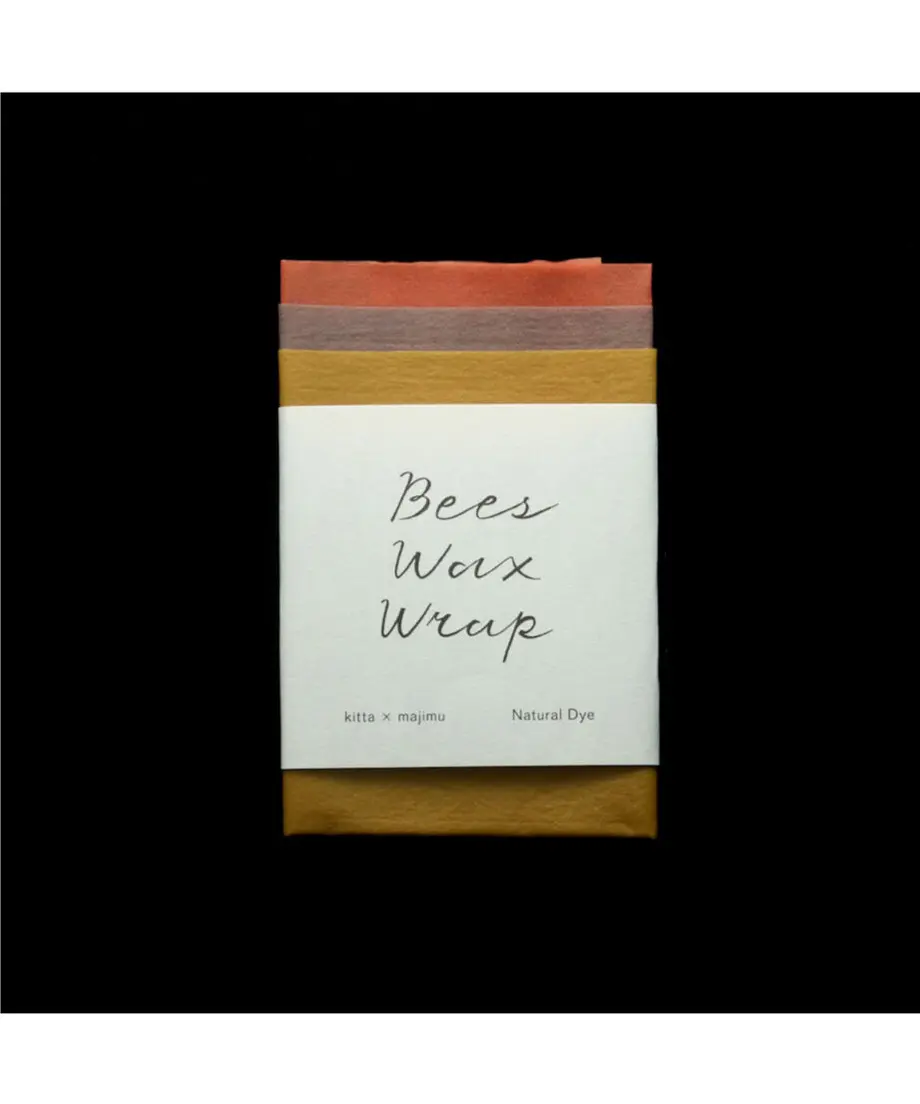 Bees
Wax
Wrap
kitta × majimu Natural Dye